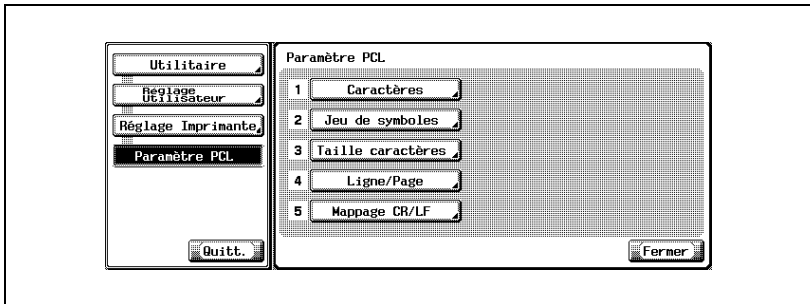 Utilitaire
Réglage
Utilisateur
Réglage Imprimante
Paramètre PCL
Quitt.
Paramètre PCL
1 Caractères
2 Jeu de symboles
3 Taille caractères
4 Ligne/Page
5 Mappage CR/LF
Fermer